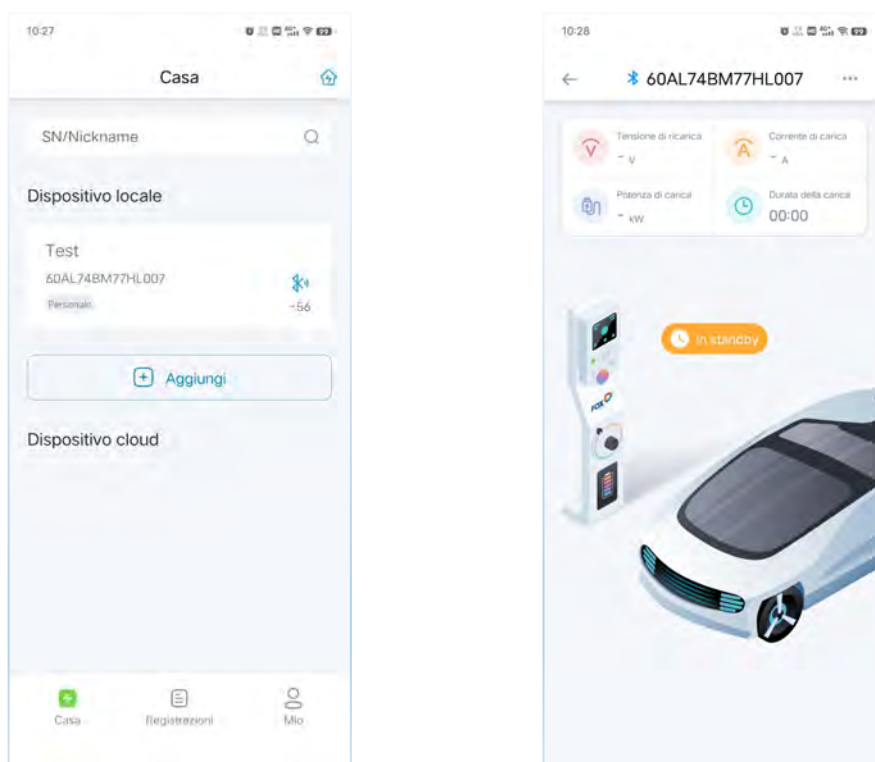 10:27
Casa
SN/Nickname
Dispositivo locale
Test
60AL74BM77HL007
Personale
-56
Aggiungi
Dispositivo cloud
Casa
Registrazioni
Mio
10:28
60AL74BM77HL007
Tensione di ricarica
- V
Corrente di carica
- A
Potenza di carica
- kW
Durata della carica
00:00
In standby
FOX